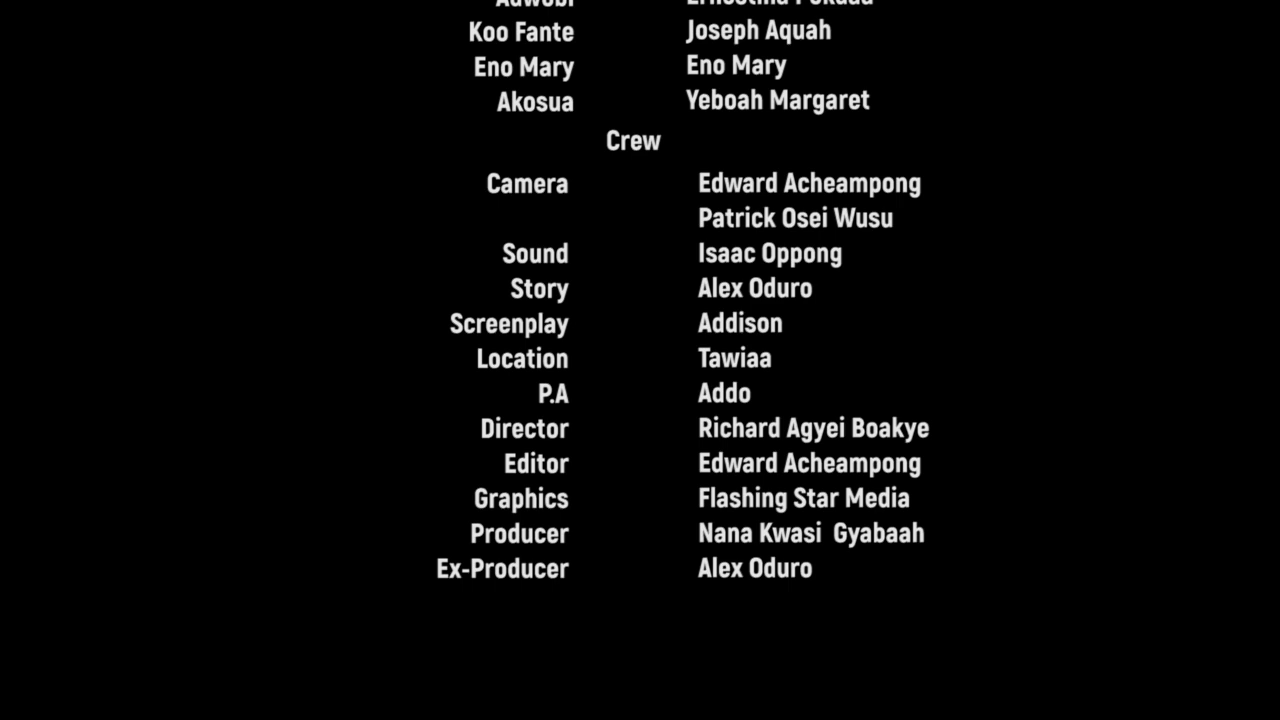 Koo Fante Joseph Aquah
Eno Mary Eno Mary
Akosua Yeboah Margaret
Crew
Camera Edward Acheampong
Patrick Osei Wusu
Sound Isaac Oppong
Story Alex Oduro
Screenplay Addison
Location Tawiaa
P.A Addo
Director Richard Agyei Boakye
Editor Edward Acheampong
Graphics Flashing Star Media
Producer Nana Kwasi  Gyabaah
Ex-Producer Alex Oduro